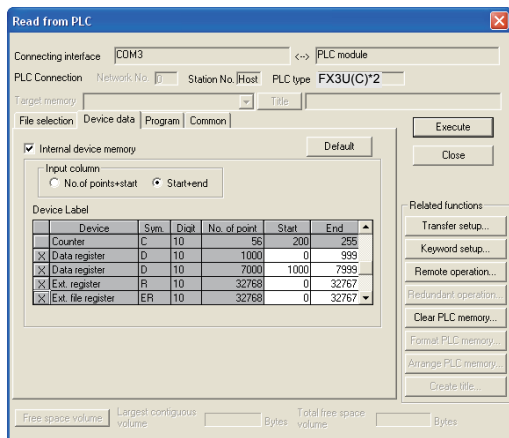 Read from PLC
Connecting interface COM3 <--> PLC module
PLC Connection Network No. 0 Station No. Host PLC type FX3U(C)*2
Target memory Title
File selection Device data Program Common
Execute
Internal device memory Default
Close
Input column
No.of points+start Start+end
Related functions
Device Label
Transfer setup...
Device Sym. Digit No. of point Start End
Counter C 10 56 200 255
Keyword setup...
X Data register D 10 1000 0 999
X Data register D 10 7000 1000 7999
Remote operation...
X Ext. register R 10 32768 0 32767
Redundant operation...
X Ext. file register ER 10 32768 0 32767
Clear PLC memory...
Format PLC memory...
Arrange PLC memory...
Create title...
Free space volume Largest contiguous volume Bytes Total free space volume Bytes